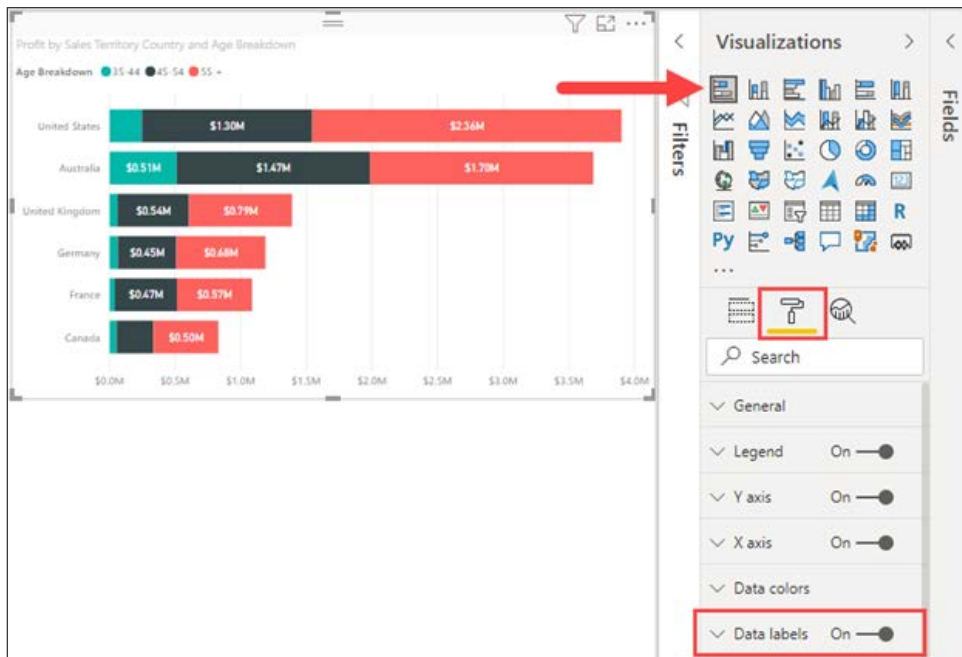 Profit by Sales Territory Country and Age Breakdown
Age Breakdown 35-44 45-54 55 +
United States $1.30M $2.36M
Australia $0.51M $1.47M $1.70M
United Kingdom $0.54M $0.79M
Germany $0.45M $0.68M
France $0.47M $0.57M
Canada $0.50M
$0.0M $0.5M $1.0M $1.5M $2.0M $2.5M $3.0M $3.5M $4.0M
Filters
Visualizations
123
R
Py
Search
General
Legend On
Y axis On
X axis On
Data colors
Data labels On
Fields